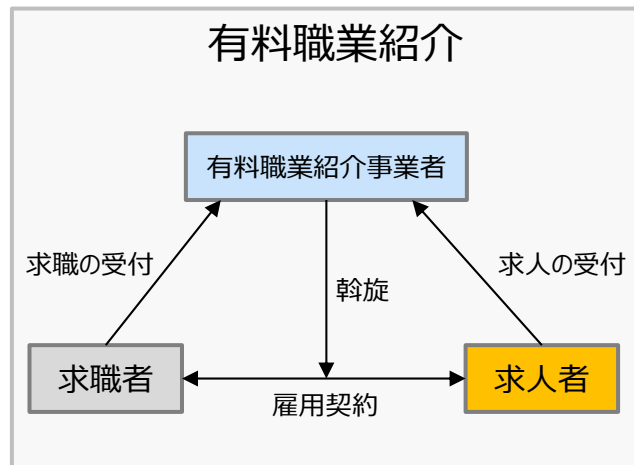 有料職業紹介
有料職業紹介事業者
求職の受付
求人の受付
斡旋
求職者
求人者
雇用契約